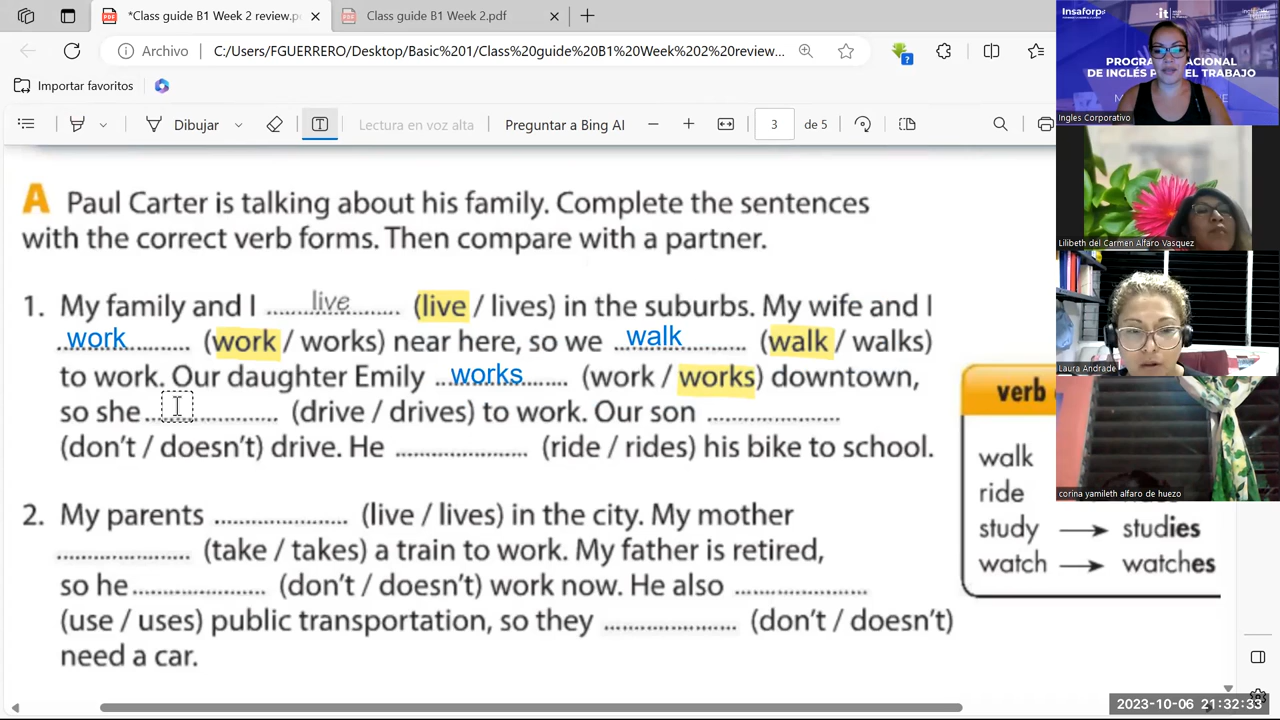 *Class guide B1 Week 2 review.p
Class guide B1 Week 2.pdf
Archivo
C:/Users/FGUERRERO/Desktop/Basic%201/Class%20guide%20B1%20Week%202%20review...
Importar favoritos
Dibujar
Lectura en voz alta
Preguntar a Bing AI
3
de 5
A Paul Carter is talking about his family. Complete the sentences
with the correct verb forms. Then compare with a partner.
1. My family and I live (live / lives) in the suburbs. My wife and I
work (work / works) near here, so we walk (walk / walks)
to work. Our daughter Emily works (work / works) downtown,
so she .................... (drive / drives) to work. Our son ....................
(don't / doesn't) drive. He .................... (ride / rides) his bike to school.
2. My parents .................... (live / lives) in the city. My mother
.................... (take / takes) a train to work. My father is retired,
so he .................... (don't / doesn't) work now. He also ....................
(use / uses) public transportation, so they .................... (don't / doesn't)
need a car.
verb
walk
ride
study → studies
watch → watches
Insaforp
·it
PROGRA NACIONAL
DE INGLÉS P EL TRABAJO
Ingles Corporativo
Lilibeth del Carmen Alfaro Vasquez
Laura Andrade
corina yamileth alfaro de huezo
2023-10-06 21:32:33